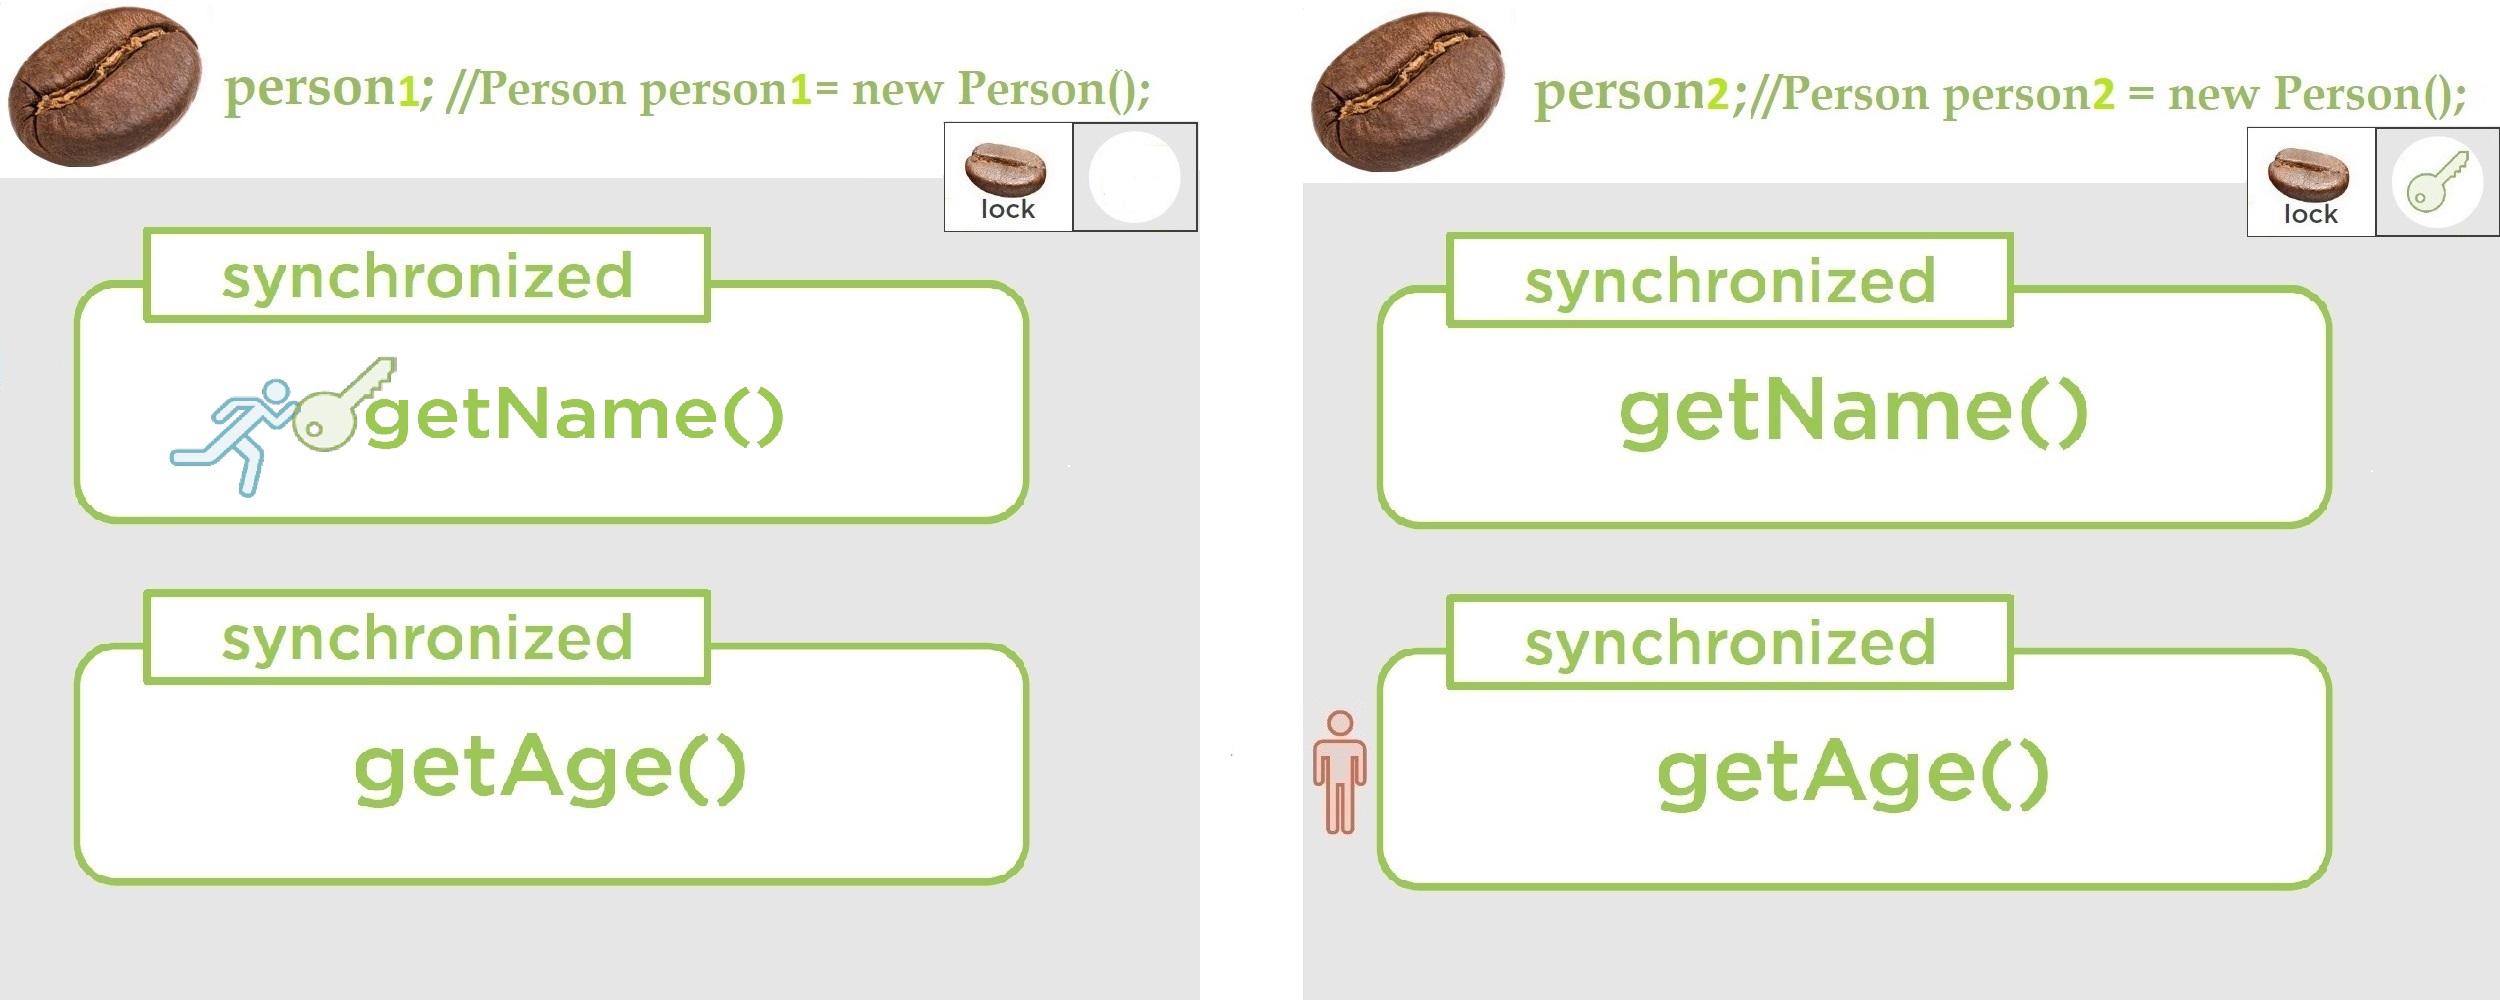 person1; //Person person1= new Person();
lock
synchronized
getName()
synchronized
getAge()
person2;//Person person2 = new Person();
lock
synchronized
getName()
synchronized
getAge()